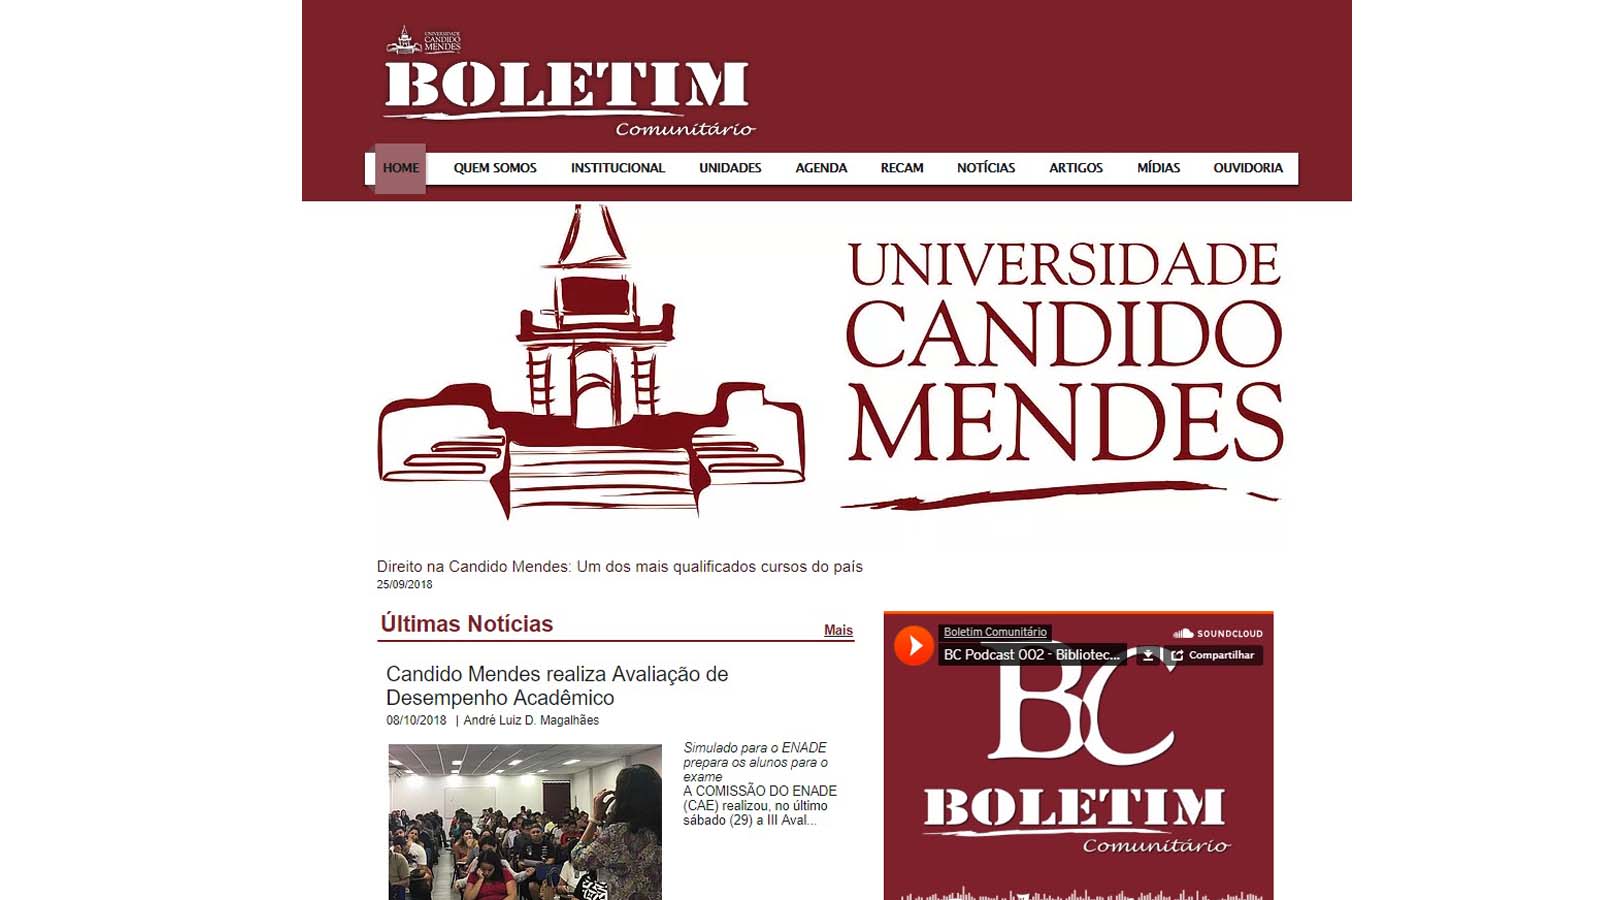 UNIVERSIDADE
CANDIDO
MENDES
BOLETIM
Comunitário
HOME QUEM SOMOS INSTITUCIONAL UNIDADES AGENDA RECAM NOTÍCIAS ARTIGOS MÍDIAS OUVIDORIA
UNIVERSIDADE
CANDIDO
MENDES
Direito na Candido Mendes: Um dos mais qualificados cursos do país
25/09/2018
Últimas Notícias Mais
Candido Mendes realiza Avaliação de
Desempenho Acadêmico
08/10/2018 | André Luiz D. Magalhães
Simulado para o ENADE
prepara os alunos para o
exame
A COMISSÃO DO ENADE
(CAE) realizou, no último
sábado (29) a III Aval...
Boletim Comunitário
SOUNDCLOUD
BC Podcast 002 - Bibliotec...
Compartilhar
BC
BOLETIM
Comunitário